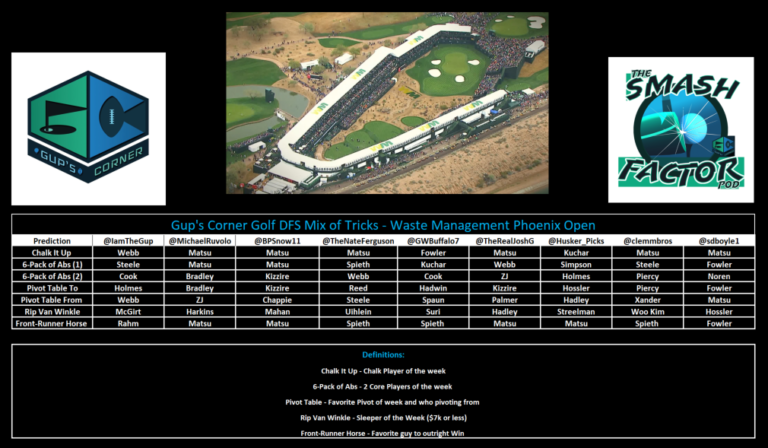 GUP'S CORNER
THE
SMASH
FACTOR
POD
Gup's Corner Golf DFS Mix of Tricks - Waste Management Phoenix Open
Prediction @IamTheGup @MichaelRuvolo @BPSnow11 @TheNateFerguson @GWBuffalo7 @TheRealJoshG @Husker_Picks @clemmbros @sdboyle1
Chalk It Up Webb Matsu Matsu Matsu Fowler Matsu Kuchar Matsu Matsu
6-Pack of Abs (1) Steele Matsu Matsu Spieth Kuchar Webb Simpson Steele Fowler
6-Pack of Abs (2) Cook Bradley Kizzire Webb Cook ZJ Holmes Piercy Noren
Pivot Table To Holmes Bradley Kizzire Reed Hadwin Kizzire Hossler Piercy Fowler
Pivot Table From Webb ZJ Chappie Steele Spaun Palmer Hadley Xander Matsu
Rip Van Winkle McGirt Harkins Mahan Uihlein Suri Hadley Streelman Woo Kim Hossler
Front-Runner Horse Rahm Matsu Matsu Spieth Spieth Matsu Matsu Spieth Fowler
Definitions:
Chalk It Up - Chalk Player of the week
6-Pack of Abs - 2 Core Players of the week
Pivot Table - Favorite Pivot of week and who pivoting from
Rip Van Winkle - Sleeper of the Week ($7k or less)
Front-Runner Horse - Favorite guy to outright Win